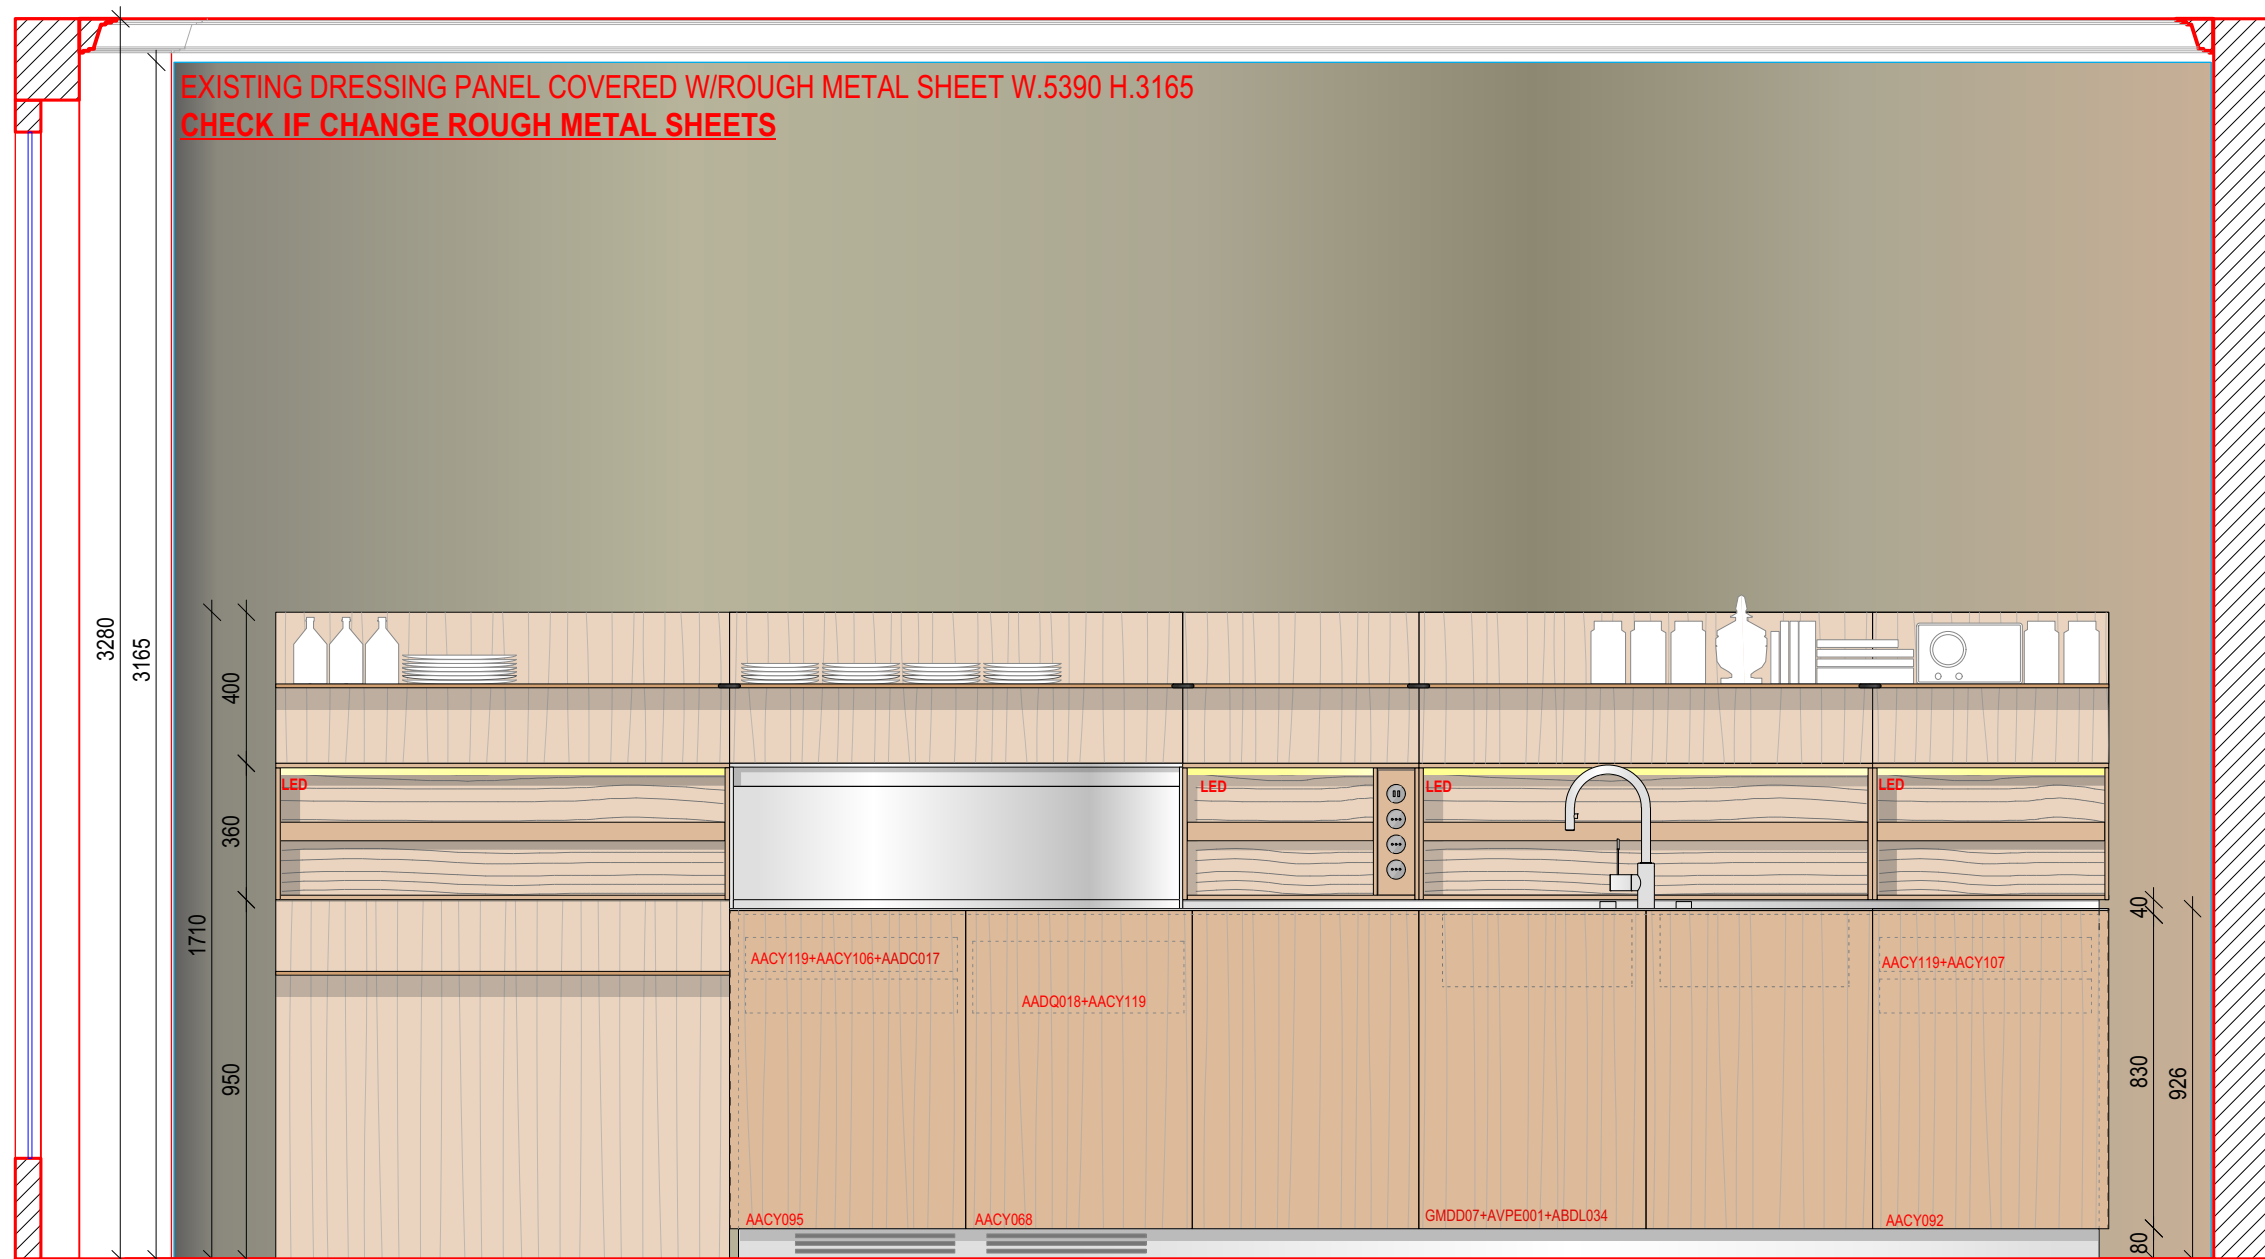 EXISTING DRESSING PANEL COVERED W/ROUGH METAL SHEET W.5390 H.3165
CHECK IF CHANGE ROUGH METAL SHEETS
3280
3165
400
360
1710
950
LED
LED
LED
LED
40
830
926
80
AACY119+AACY106+AADC017
AADQ018+AACY119
AACY119+AACY107
AACY095
AACY068
GMDD07+AVPE001+ABDL034
AACY092